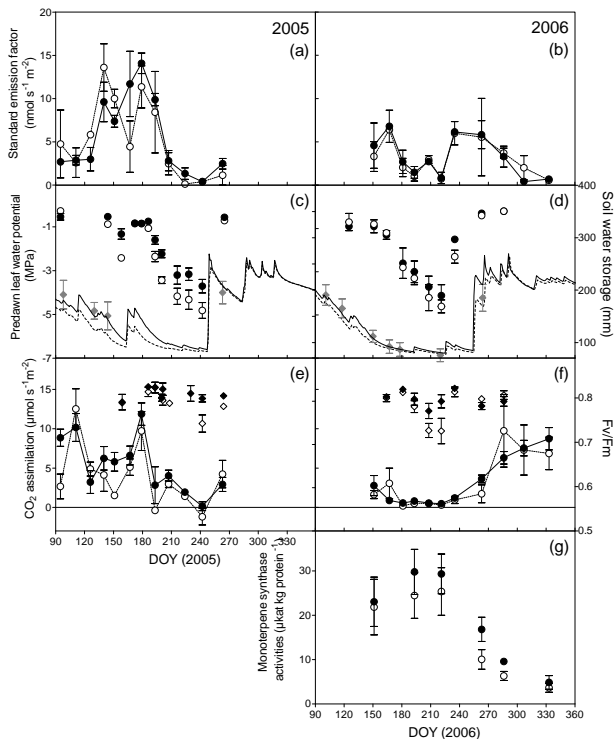 2005
2006
(a)
(b)
Standard emission factor
(nmol s⁻¹ m⁻²)
20
15
10
5
0
(c)
(d)
Predawn leaf water potential
(MPa)
-1
-3
-5
-7
Soil water storage
(mm)
400
300
200
100
(e)
(f)
CO₂ assimilation (µmol s⁻¹m⁻²)
15
10
5
0
Fv/Fm
0.8
0.7
0.6
0.5
90 120 150 180 210 240 270 300 330
DOY (2005)
(g)
Monoterpene synthase
activities (µkat kg protein⁻¹)
30
20
10
0
90 120 150 180 210 240 270 300 330 360
DOY (2006)